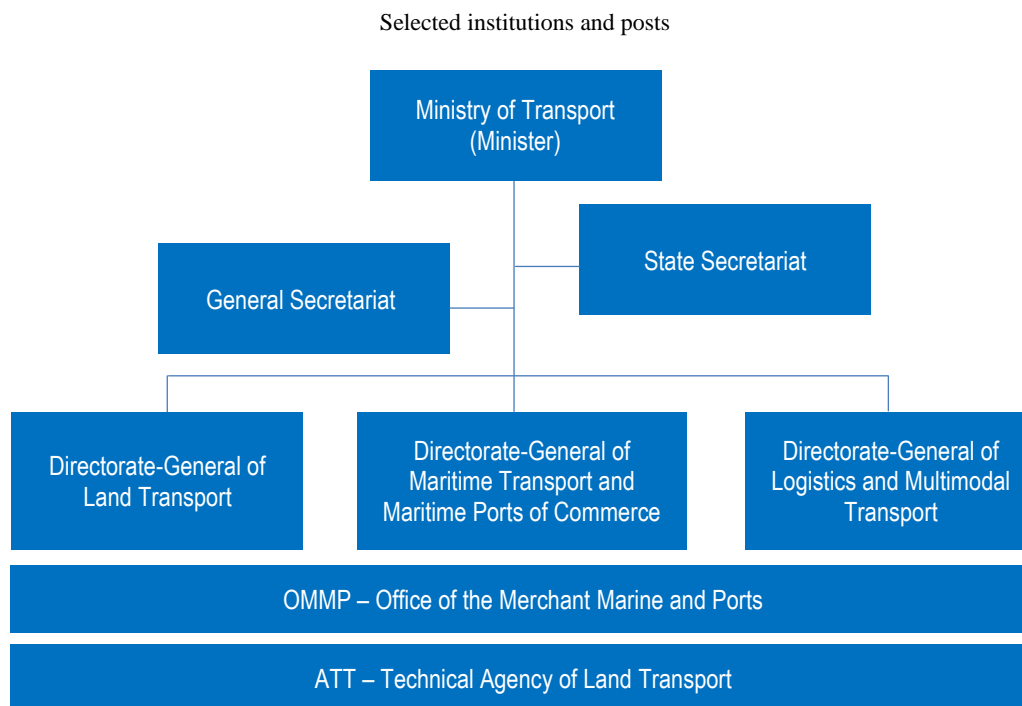 Selected institutions and posts
Ministry of Transport
(Minister)
State Secretariat
General Secretariat
Directorate-General of
Land Transport
Directorate-General of
Maritime Transport and
Maritime Ports of Commerce
Directorate-General of
Logistics and Multimodal
Transport
OMMP – Office of the Merchant Marine and Ports
ATT – Technical Agency of Land Transport